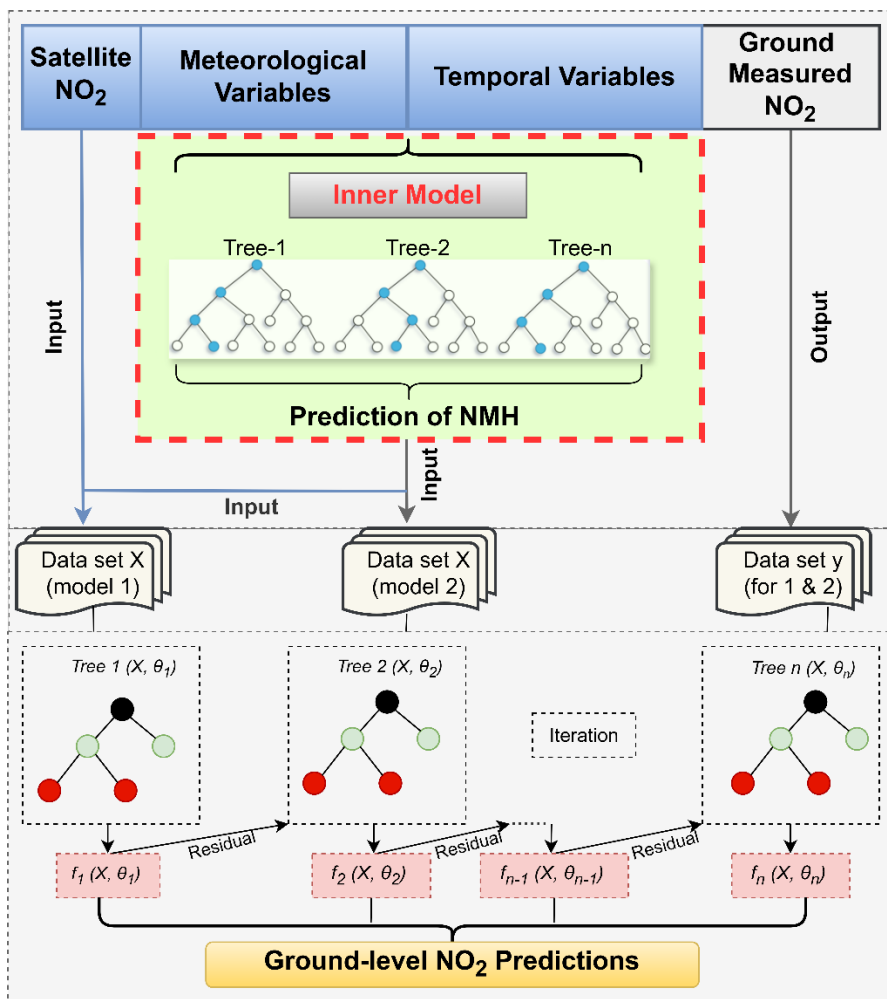 Satellite
NO₂
Meteorological
Variables
Temporal Variables
Ground
Measured
NO₂
Inner Model
Tree-1
Tree-2
Tree-n
Prediction of NMH
Input
Input
Input
Output
Data set X
(model 1)
Data set X
(model 2)
Data set y
(for 1 & 2)
Tree 1 (X, θ₁)
Tree 2 (X, θ₂)
Tree n (X, θₙ)
Iteration
Residual
Residual
Residual
f₁ (X, θ₁)
f₂ (X, θ₂)
fₙ₋₁ (X, θₙ₋₁)
fₙ (X, θₙ)
Ground-level NO₂ Predictions